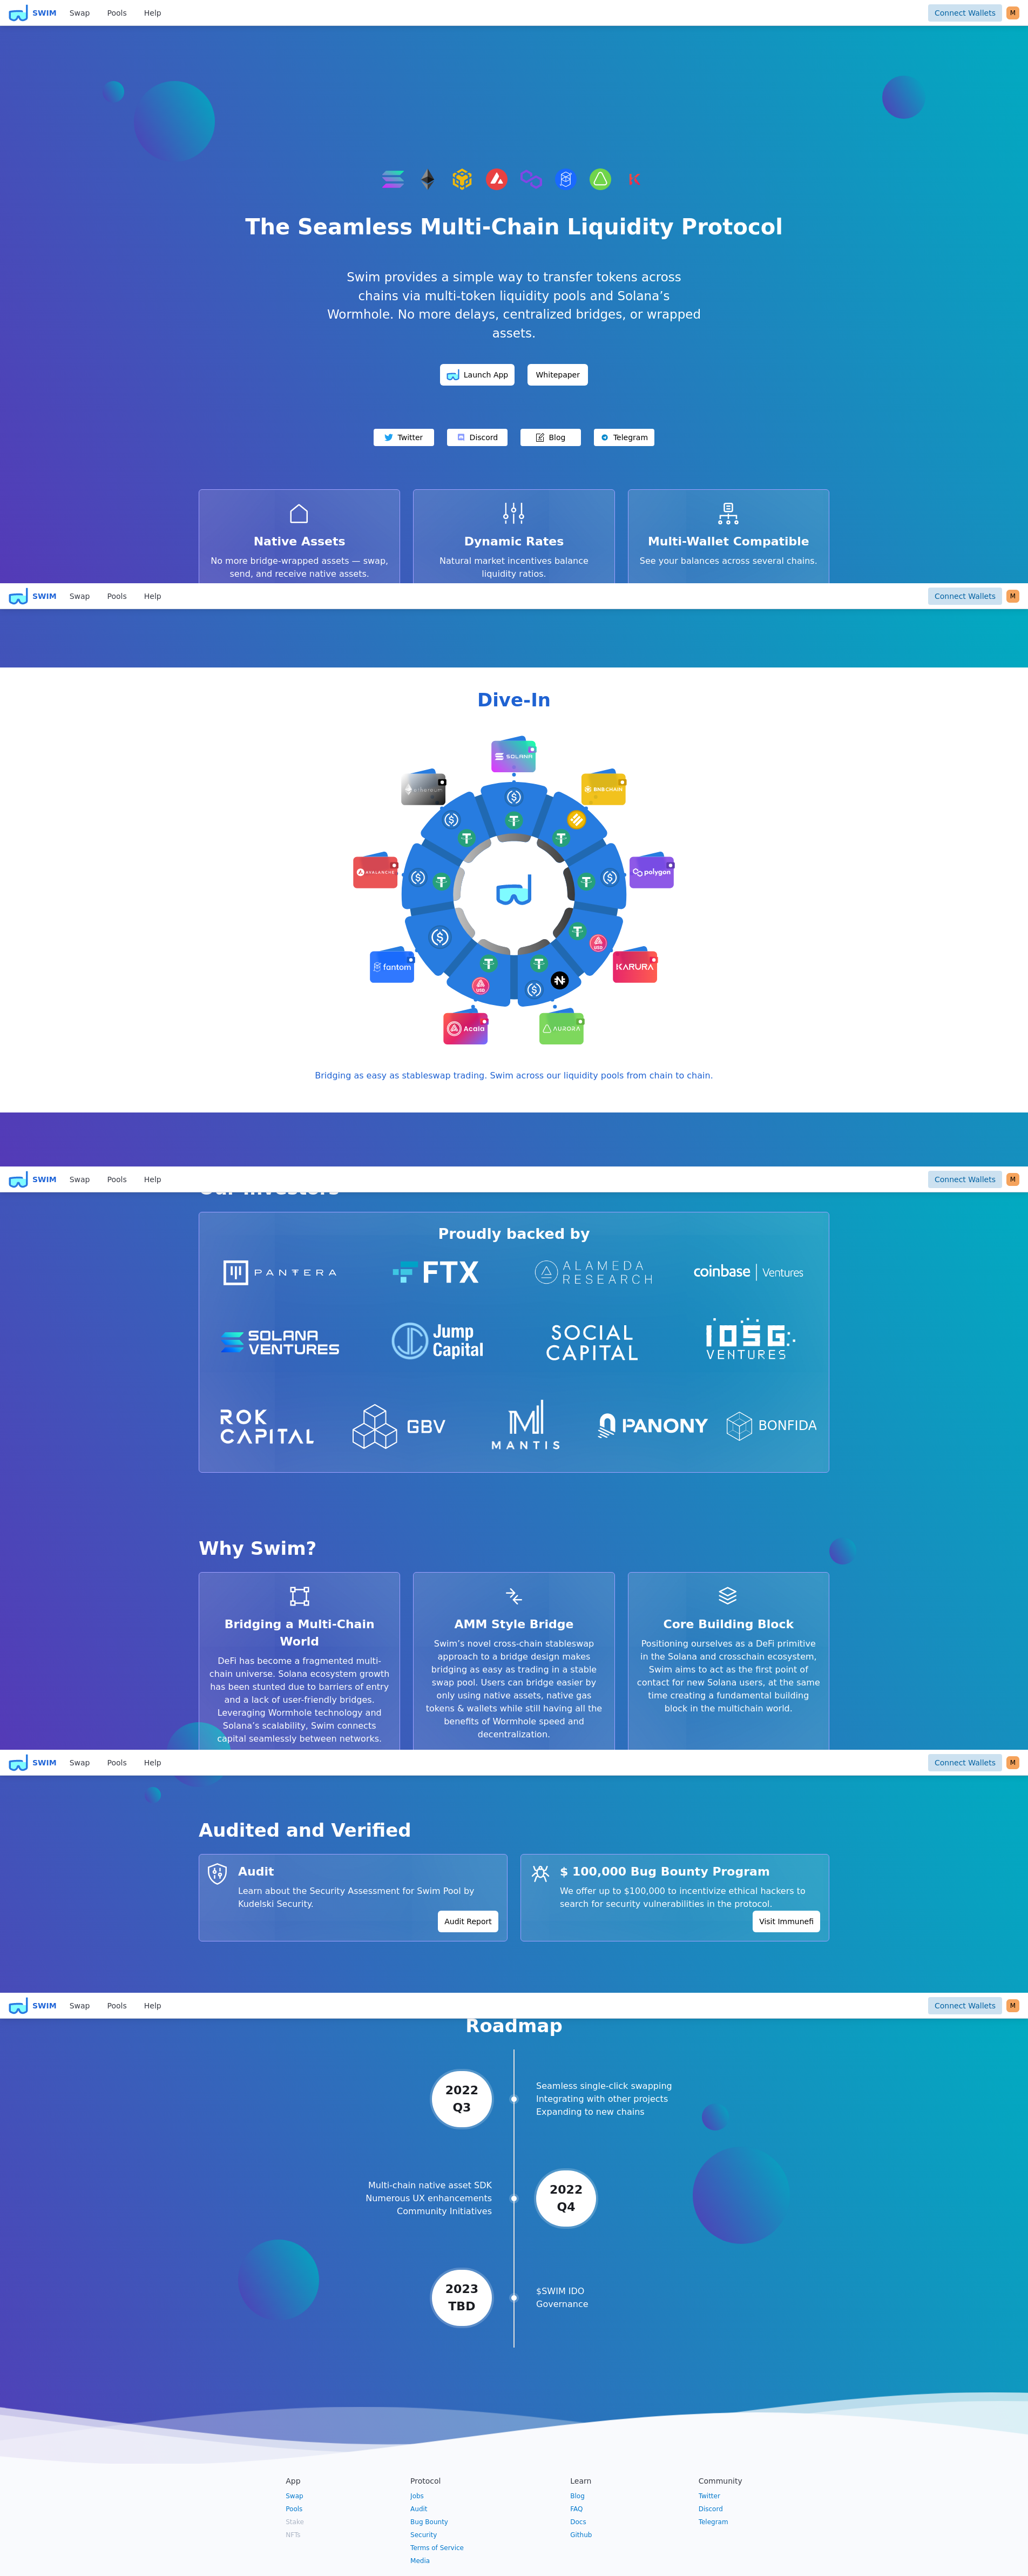 SWIM Swap Pools Help Connect Wallets M
The Seamless Multi-Chain Liquidity Protocol
Swim provides a simple way to transfer tokens across
chains via multi-token liquidity pools and Solana’s
Wormhole. No more delays, centralized bridges, or wrapped
assets.
Launch App Whitepaper
Twitter Discord Blog Telegram
Native Assets
No more bridge-wrapped assets — swap,
send, and receive native assets.
Dynamic Rates
Natural market incentives balance
liquidity ratios.
Multi-Wallet Compatible
See your balances across several chains.
SWIM Swap Pools Help Connect Wallets M
Dive-In
SOLANA
ethereum
BNB CHAIN
AVALANCHE
polygon
fantom
KARURA
Acala
AURORA
Bridging as easy as stableswap trading. Swim across our liquidity pools from chain to chain.
SWIM Swap Pools Help Connect Wallets M
Our Investors
Proudly backed by
PANTERA
FTX
ALAMEDA
RESEARCH
coinbase | Ventures
SOLANA
VENTURES
Jump
Capital
SOCIAL
CAPITAL
IOSG
VENTURES
ROK
CAPITAL
GBV
MANTIS
PANONY
BONFIDA
Why Swim?
Bridging a Multi-Chain
World
DeFi has become a fragmented multi-
chain universe. Solana ecosystem growth
has been stunted due to barriers of entry
and a lack of user-friendly bridges.
Leveraging Wormhole technology and
Solana’s scalability, Swim connects
capital seamlessly between networks.
AMM Style Bridge
Swim’s novel cross-chain stableswap
approach to a bridge design makes
bridging as easy as trading in a stable
swap pool. Users can bridge easier by
only using native assets, native gas
tokens & wallets while still having all the
benefits of Wormhole speed and
decentralization.
Core Building Block
Positioning ourselves as a DeFi primitive
in the Solana and crosschain ecosystem,
Swim aims to act as the first point of
contact for new Solana users, at the same
time creating a fundamental building
block in the multichain world.
SWIM Swap Pools Help Connect Wallets M
Audited and Verified
Audit
Learn about the Security Assessment for Swim Pool by
Kudelski Security.
Audit Report
$ 100,000 Bug Bounty Program
We offer up to $100,000 to incentivize ethical hackers to
search for security vulnerabilities in the protocol.
Visit Immunefi
SWIM Swap Pools Help Connect Wallets M
Roadmap
2022
Q3
Seamless single-click swapping
Integrating with other projects
Expanding to new chains
Multi-chain native asset SDK
Numerous UX enhancements
Community Initiatives
2022
Q4
2023
TBD
$SWIM IDO
Governance
App
Swap
Pools
Stake
NFTs
Protocol
Jobs
Audit
Bug Bounty
Security
Terms of Service
Media
Learn
Blog
FAQ
Docs
Github
Community
Twitter
Discord
Telegram